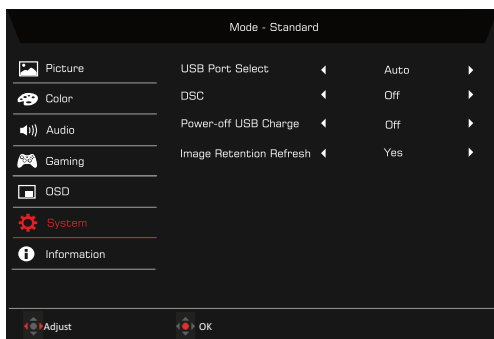 Mode - Standard
Picture
Color
Audio
Gaming
OSD
System
Information
USB Port Select Auto
DSC Off
Power-off USB Charge Off
Image Retention Refresh Yes
Adjust OK